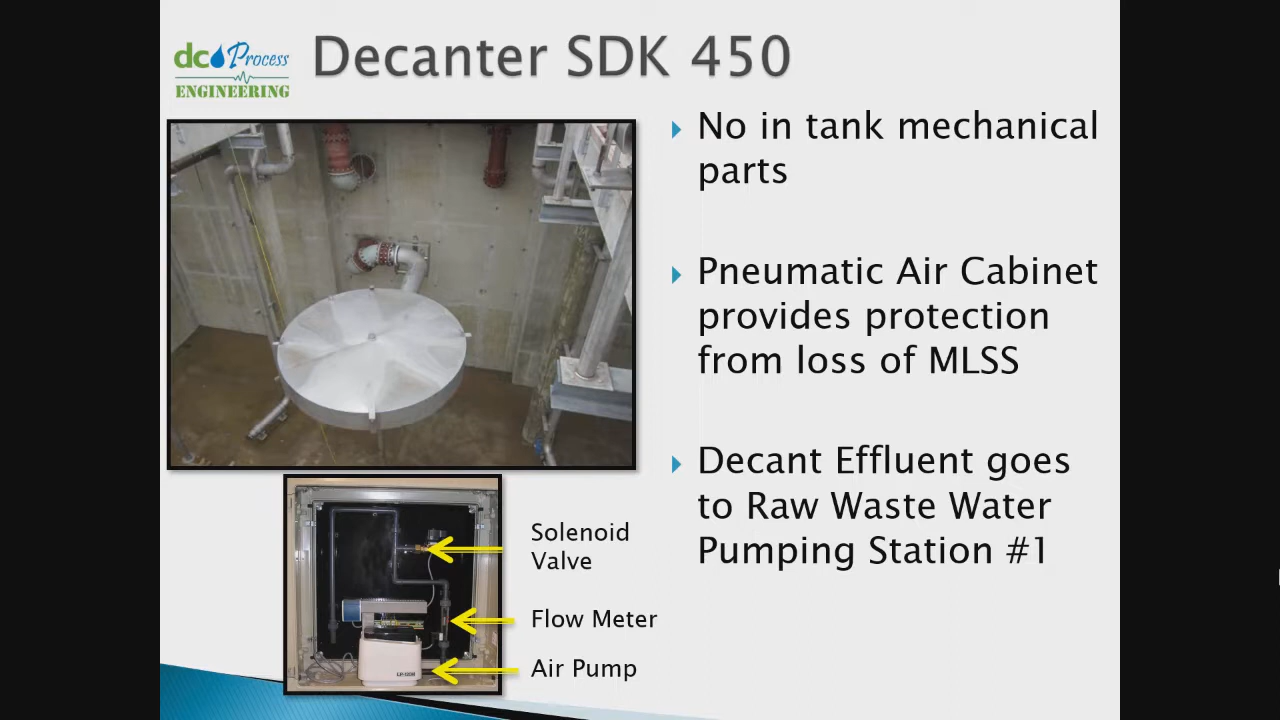 dc Process
ENGINEERING
Decanter SDK 450
No in tank mechanical
parts
Pneumatic Air Cabinet
provides protection
from loss of MLSS
Decant Effluent goes
to Raw Waste Water
Pumping Station #1
Solenoid
Valve
Flow Meter
Air Pump